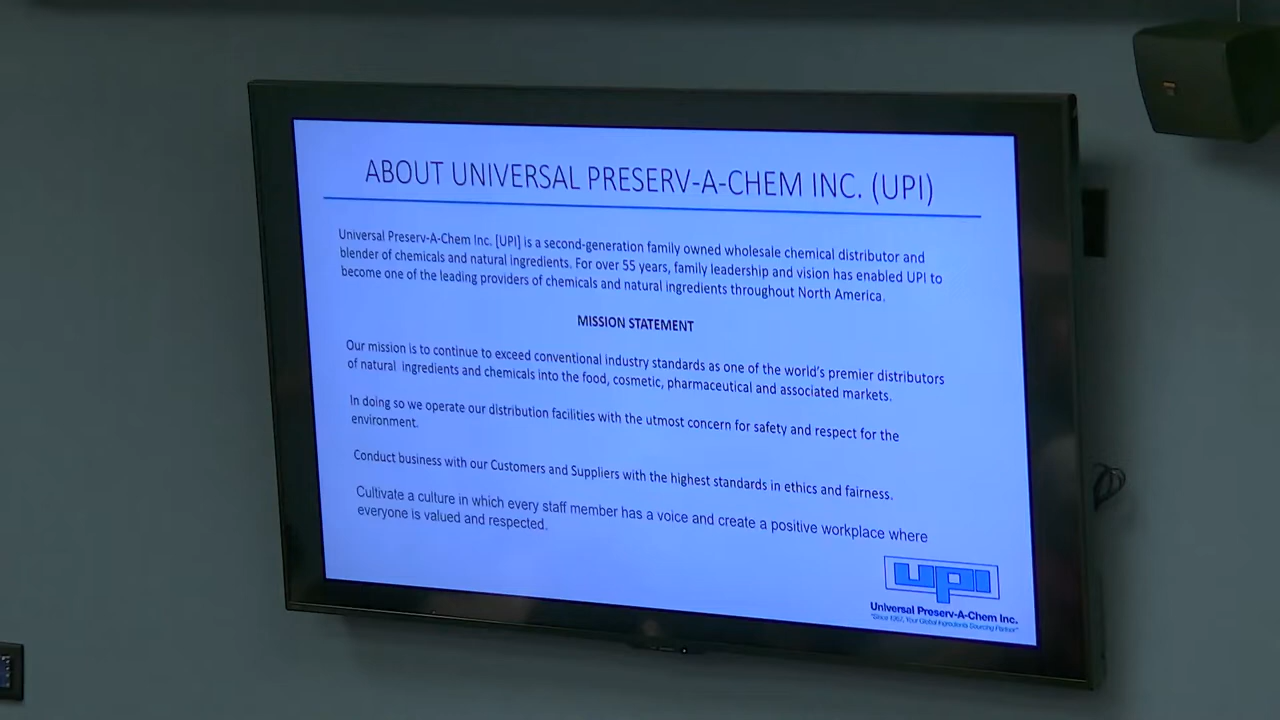 ABOUT UNIVERSAL PRESERV-A-CHEM INC. (UPI)
Universal Preserv-A-Chem Inc. [UPI] is a second-generation family owned wholesale chemical distributor and
blender of chemicals and natural ingredients. For over 55 years, family leadership and vision has enabled UPI to
become one of the leading providers of chemicals and natural ingredients throughout North America.
MISSION STATEMENT
Our mission is to continue to exceed conventional industry standards as one of the world's premier distributors
of natural ingredients and chemicals into the food, cosmetic, pharmaceutical and associated markets.
In doing so we operate our distribution facilities with the utmost concern for safety and respect for the
environment.
Conduct business with our Customers and Suppliers with the highest standards in ethics and fairness.
Cultivate a culture in which every staff member has a voice and create a positive workplace where
everyone is valued and respected.
upi
Universal Preserv-A-Chem Inc.
"Since 1967, Your Global Ingredients Sourcing Partner"